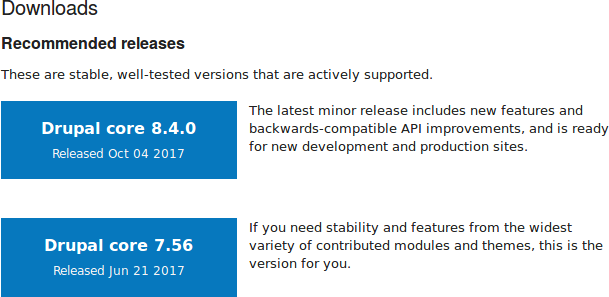 Downloads
Recommended releases
These are stable, well-tested versions that are actively supported.
Drupal core 8.4.0
Released Oct 04 2017
The latest minor release includes new features and
backwards-compatible API improvements, and is ready
for new development and production sites.
Drupal core 7.56
Released Jun 21 2017
If you need stability and features from the widest
variety of contributed modules and themes, this is the
version for you.